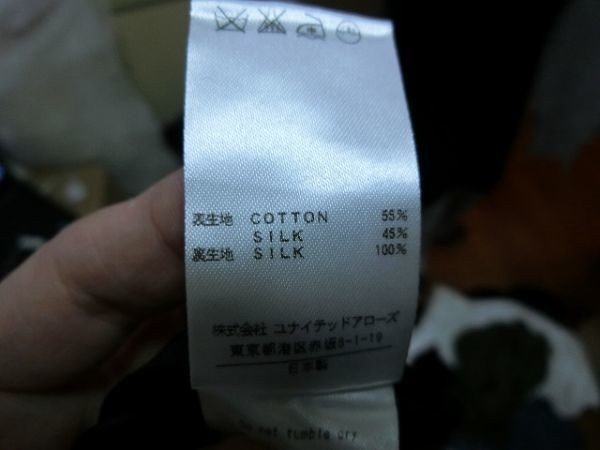 表生地 COTTON 55%
SILK 45%
裏生地 SILK 100%
株式会社 ユナイテッドアローズ
東京都港区赤坂8-1-19
日本製
Do not tumble dry